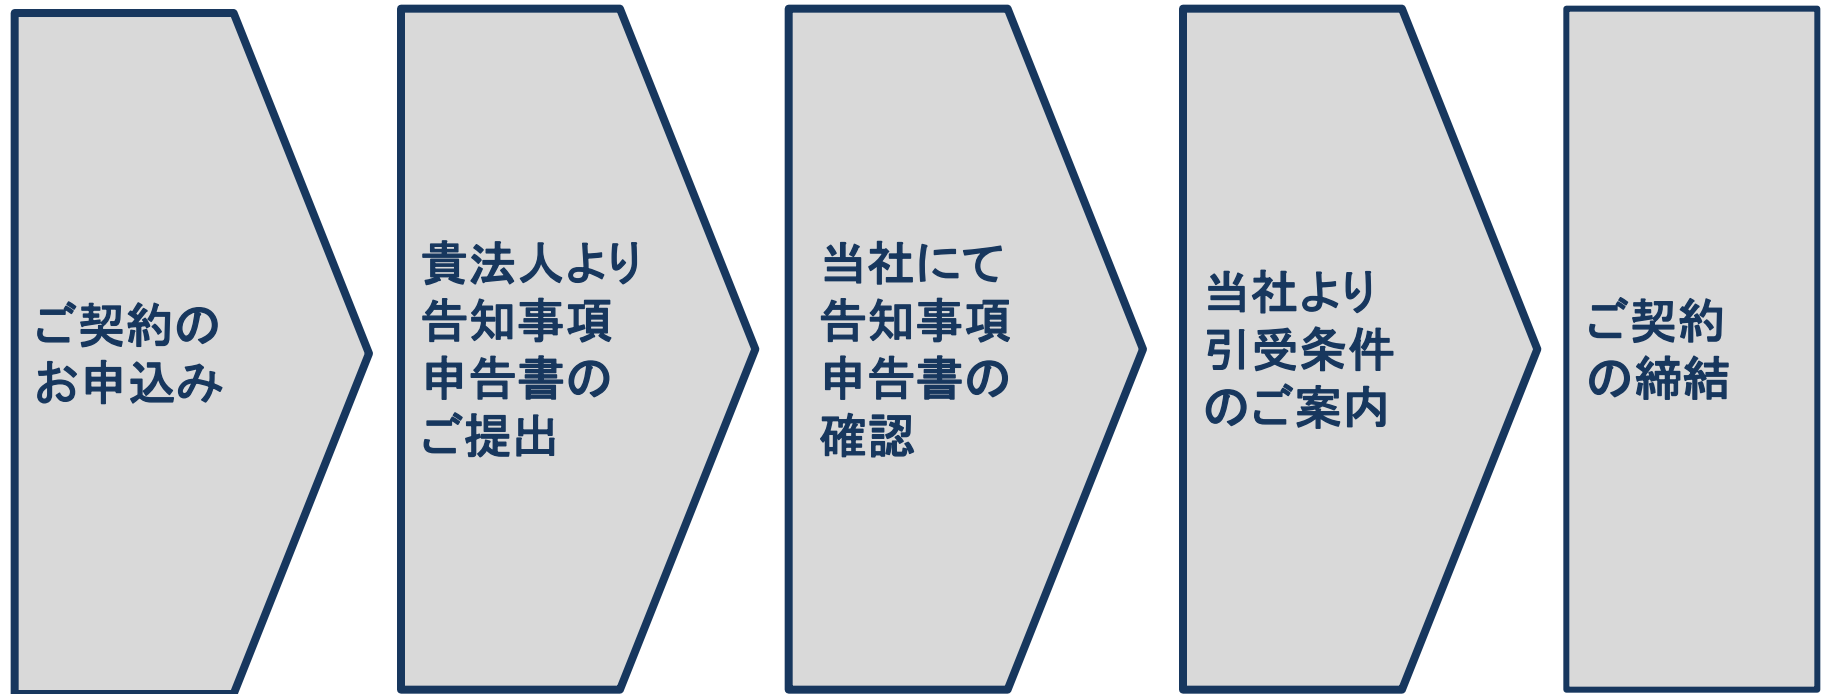 ご契約の
お申込み
貴法人より
告知事項
申告書の
ご提出
当社にて
告知事項
申告書の
確認
当社より
引受条件
のご案内
ご契約
の締結